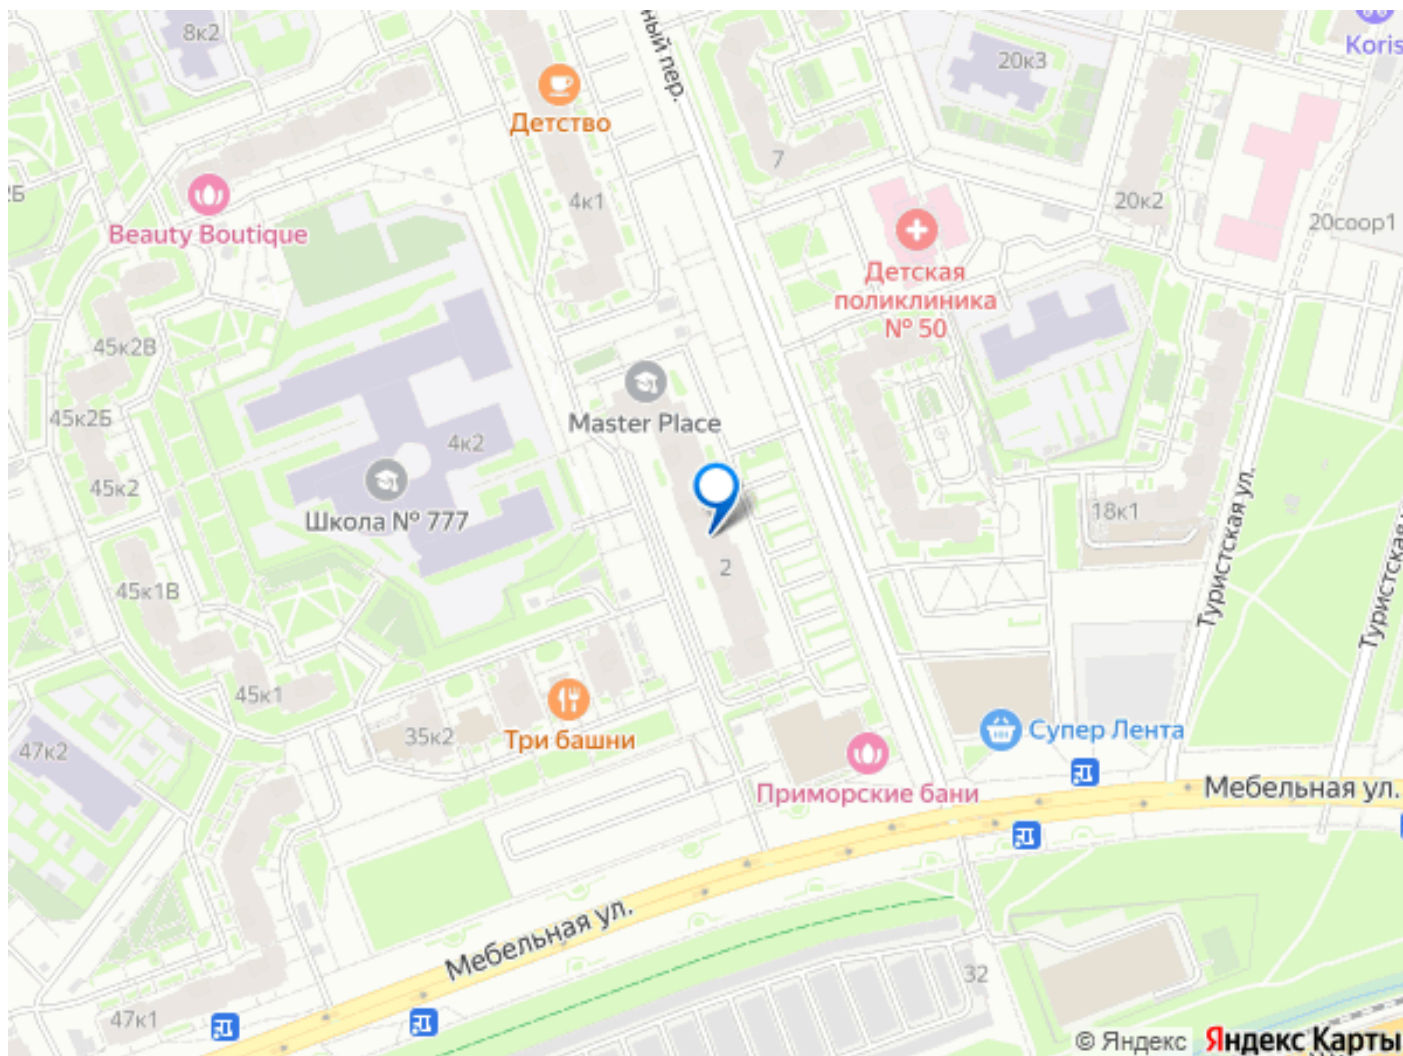 8к2
ный пер.
20к3
Koris
Детство
7
2Б
4к1
20к2
Beauty Boutique
20соор1
Детская
поликлиника
№ 50
45к2В
45к2Б
Master Place
4к2
45к2
Школа № 777
18к1
Туристская ул.
Туристская
2
45к1В
45к1
35к2
Три башни
47к2
Супер Лента
Приморские бани
Мебельная ул.
Мебельная ул.
32
47к1
© Яндекс Яндекс Карты